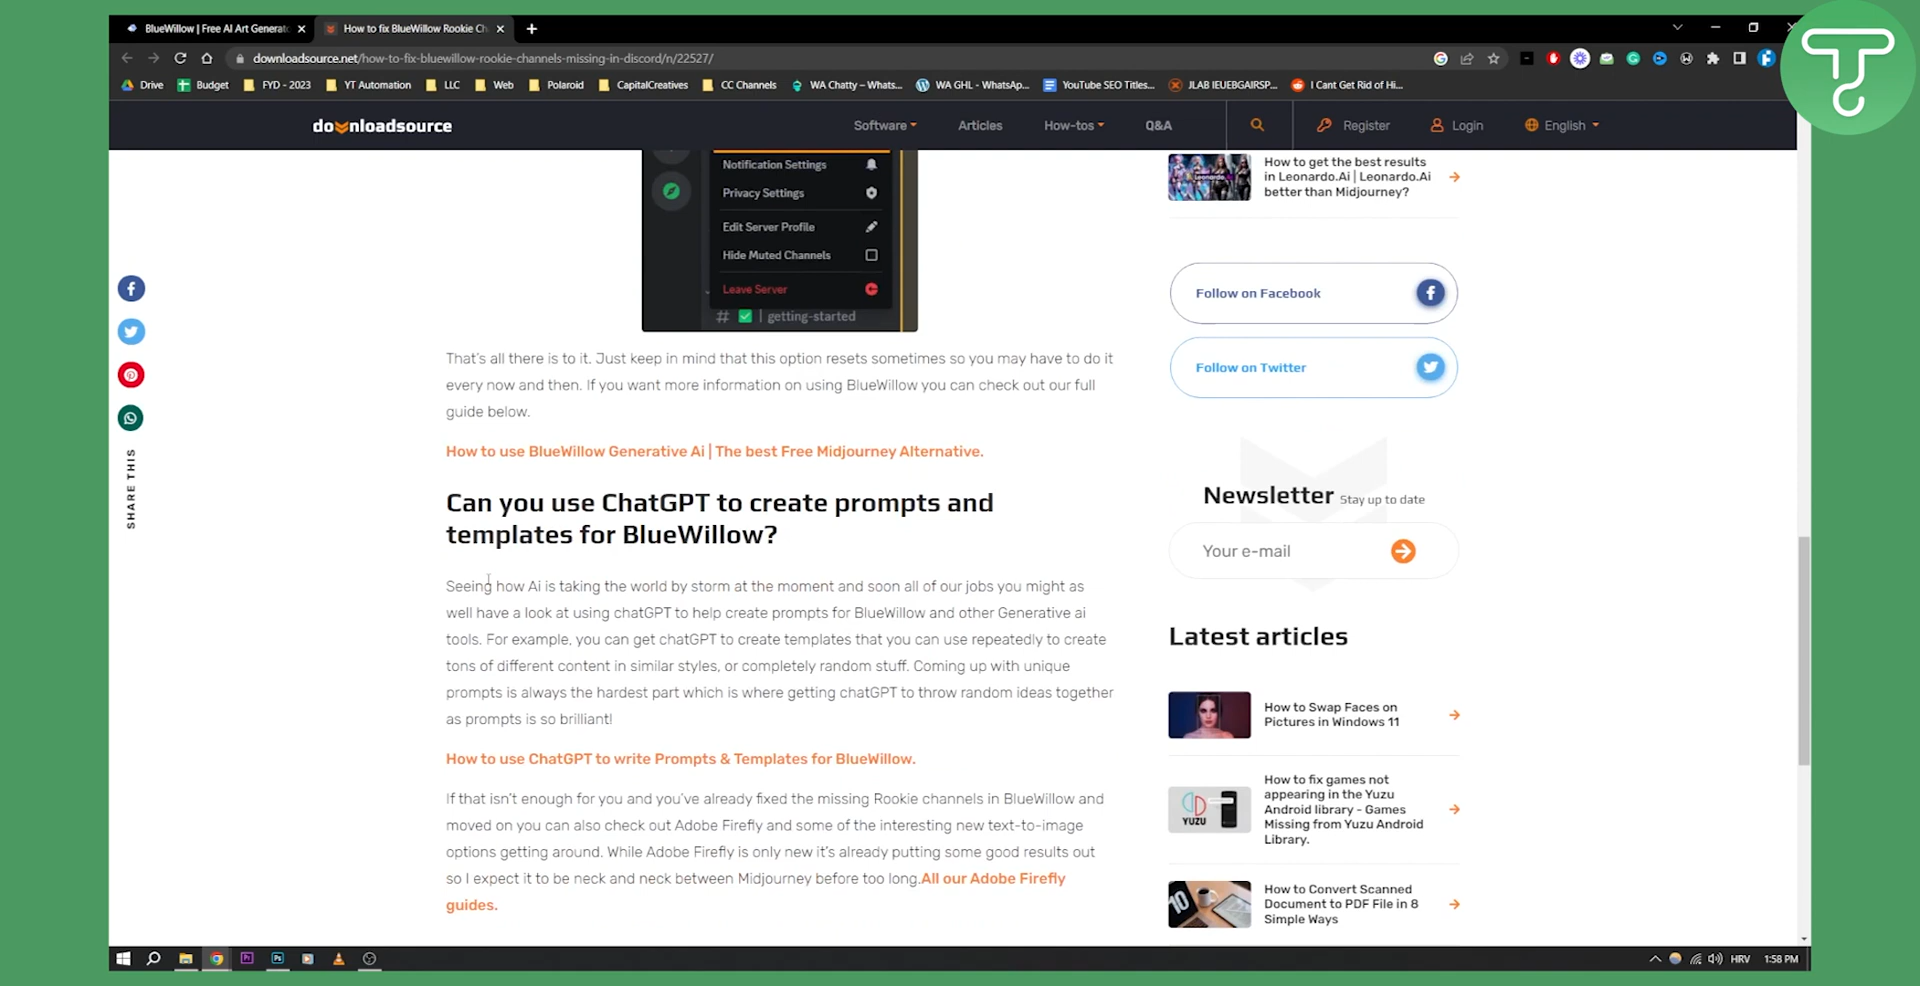 BlueWillow | Free AI Art Generato
How to fix BlueWillow Rookie Ch
downloadsource.net/how-to-fix-bluewillow-rookie-channels-missing-in-discord/n/22527/
Drive
Budget
FYD - 2023
YT Automation
LLC
Web
Polaroid
CapitalCreatives
CC Channels
WA Chatty – Whats...
WA GHL - WhatsAp...
YouTube SEO Titles...
JLAB IEUEBGAIRSP...
I Cant Get Rid of Hi...
downloadsource
Software
Articles
How-tos
Q&A
Register
Login
English
Notification Settings
Privacy Settings
Edit Server Profile
Hide Muted Channels
Leave Server
# | getting-started
SHARE THIS
That's all there is to it. Just keep in mind that this option resets sometimes so you may have to do it
every now and then. If you want more information on using BlueWillow you can check out our full
guide below.
How to use BlueWillow Generative Ai | The best Free Midjourney Alternative.
Can you use ChatGPT to create prompts and
templates for BlueWillow?
Seeing how Ai is taking the world by storm at the moment and soon all of our jobs you might as
well have a look at using chatGPT to help create prompts for BlueWillow and other Generative ai
tools. For example, you can get chatGPT to create templates that you can use repeatedly to create
tons of different content in similar styles, or completely random stuff. Coming up with unique
prompts is always the hardest part which is where getting chatGPT to throw random ideas together
as prompts is so brilliant!
How to use ChatGPT to write Prompts & Templates for BlueWillow.
If that isn't enough for you and you've already fixed the missing Rookie channels in BlueWillow and
moved on you can also check out Adobe Firefly and some of the interesting new text-to-image
options getting around. While Adobe Firefly is only new it's already putting some good results out
so I expect it to be neck and neck between Midjourney before too long.All our Adobe Firefly
guides.
How to get the best results
in Leonardo.Ai | Leonardo.Ai
better than Midjourney?
Follow on Facebook
Follow on Twitter
Newsletter Stay up to date
Your e-mail
Latest articles
How to Swap Faces on
Pictures in Windows 11
YUZU
How to fix games not
appearing in the Yuzu
Android library - Games
Missing from Yuzu Android
Library.
How to Convert Scanned
Document to PDF File in 8
Simple Ways
HRV
1:58 PM